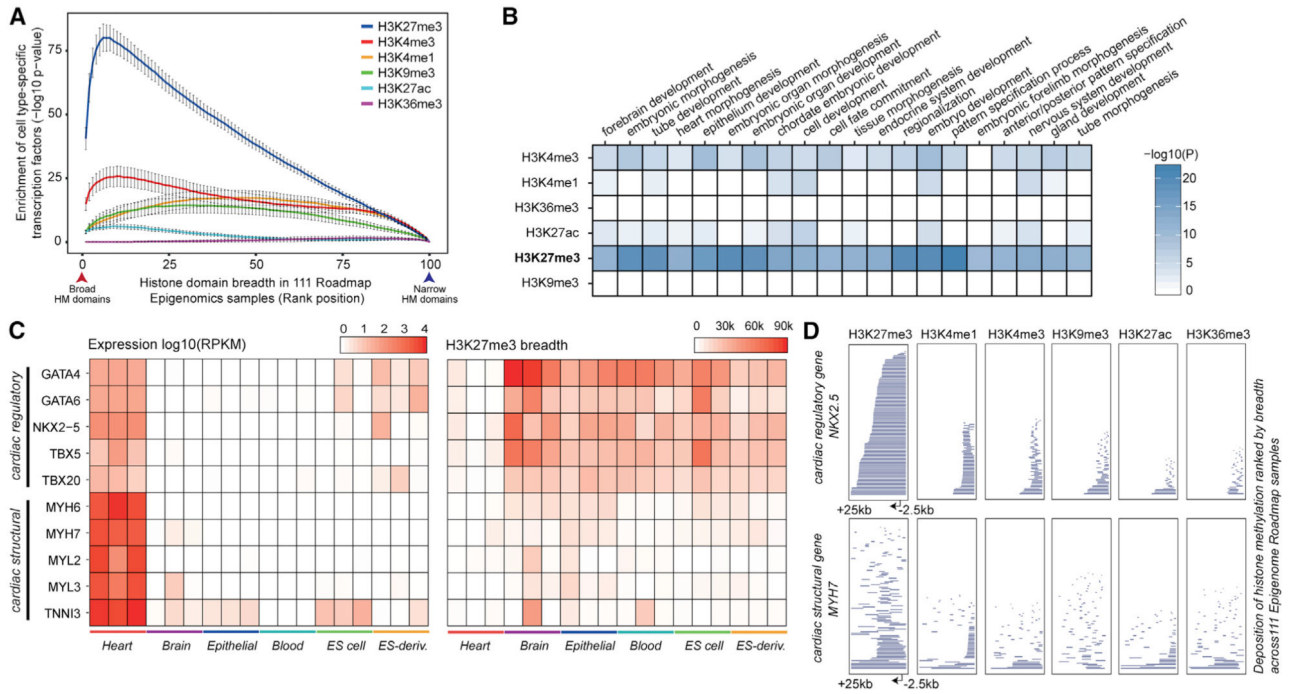 A
Enrichment of cell type-specific
transcription factors (−log10 p-value)
75
50
25
0
H3K27me3
H3K4me3
H3K4me1
H3K9me3
H3K27ac
H3K36me3
0
25
50
75
100
Broad
HM domains
Histone domain breadth in 111 Roadmap
Epigenomics samples (Rank position)
Narrow
HM domains
B
forebrain development
embryonic morphogenesis
tube development
heart morphogenesis
epithelium development
embryonic organ morphogenesis
embryonic organ development
chordate embryonic development
cell development
cell fate commitment
tissue morphogenesis
endocrine system development
regionalization
embryo development
pattern specification process
embryonic forelimb morphogenesis
anterior/posterior pattern specification
nervous system development
gland development
tube morphogenesis
H3K4me3
H3K4me1
H3K36me3
H3K27ac
H3K27me3
H3K9me3
−log10(P)
20
15
10
5
0
C
Expression log10(RPKM)
0 1 2 3 4
H3K27me3 breadth
30k 60k 90k
cardiac regulatory
GATA4
GATA6
NKX2−5
TBX5
TBX20
cardiac structural
MYH6
MYH7
MYL2
MYL3
TNNI3
Heart Brain Epithelial Blood ES cell ES-deriv.
Heart Brain Epithelial Blood ES cell ES-deriv.
D
H3K27me3 H3K4me1 H3K4me3 H3K9me3 H3K27ac H3K36me3
cardiac regulatory gene
NKX2.5
+25kb -2.5kb
cardiac structural gene
MYH7
+25kb -2.5kb
Deposition of histone methylation ranked by breadth
across111 Epigenome Roadmap samples